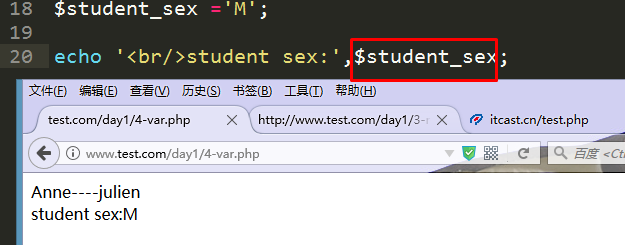 18 $student_sex ='M';
19
20 echo '<br/>student sex:',$student_sex;
文件(F) 编辑(E) 查看(V) 历史(S) 书签(B) 工具(T) 帮助(H)
test.com/day1/4-var.php http://www.test.com/day1/3- itcast.cn/test.php
www.test.com/day1/4-var.php 百度 <Ct
Anne----julien
student sex:M